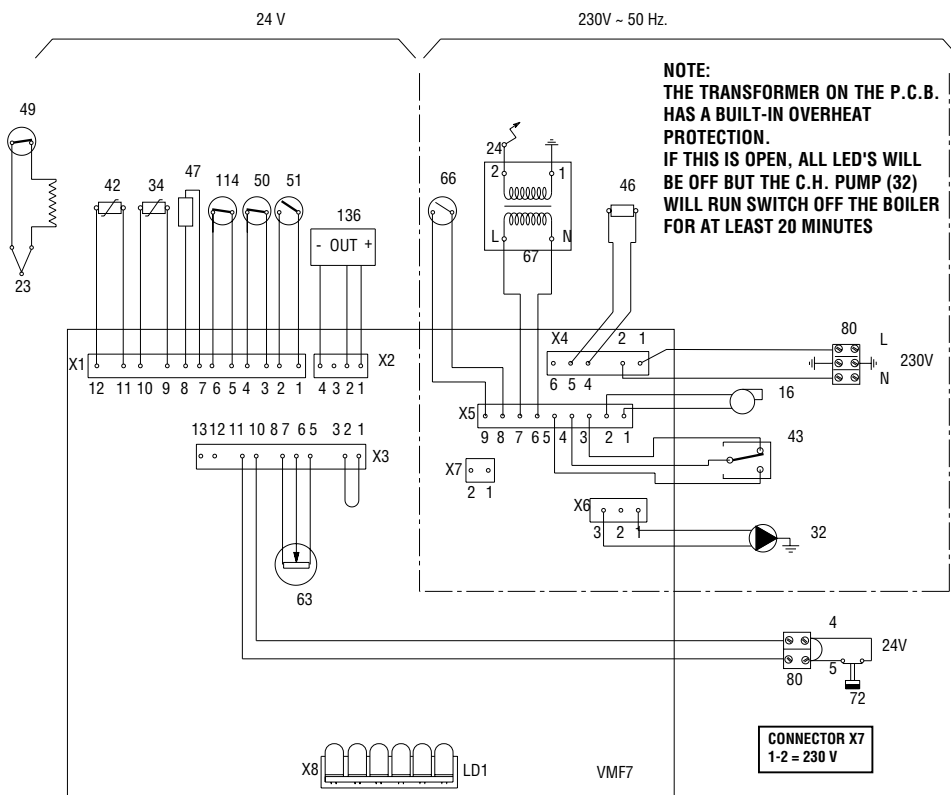 24 V
230V ~ 50 Hz.
NOTE:
THE TRANSFORMER ON THE P.C.B.
HAS A BUILT-IN OVERHEAT
PROTECTION.
IF THIS IS OPEN, ALL LED'S WILL
BE OFF BUT THE C.H. PUMP (32)
WILL RUN SWITCH OFF THE BOILER
FOR AT LEAST 20 MINUTES
49
23
42
34
47
114
50
51
136
- OUT +
66
24
2 1
L N
67
46
X1
12 11 10 9 8 7 6 5 4 3 2 1
X2
4 3 2 1
X4
2 1
6 5 4
80
L
230V
N
16
X5
9 8 7 6 5 4 3 2 1
43
13 12 11 10 8 7 6 5 3 2 1
X3
X7
2 1
X6
3 2 1
32
63
4
24V
80
5
72
X8
LD1
VMF7
CONNECTOR X7
1-2 = 230 V